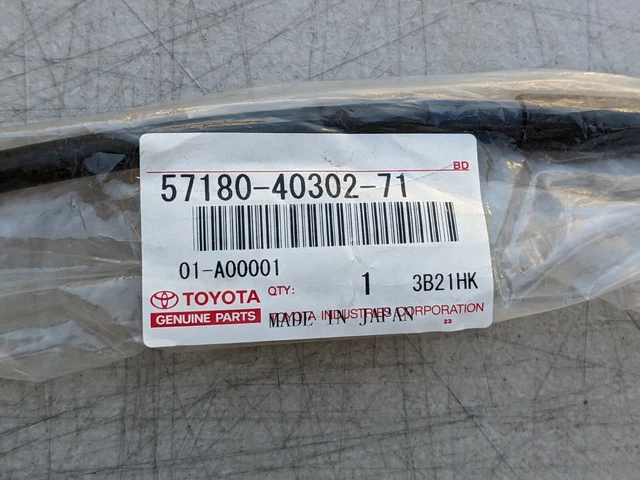 BD
57180-40302-71
01-A00001
QTY: 1 3B21HK
TOYOTA
GENUINE PARTS
TOYOTA INDUSTRIES CORPORATION
MADE IN JAPAN
23